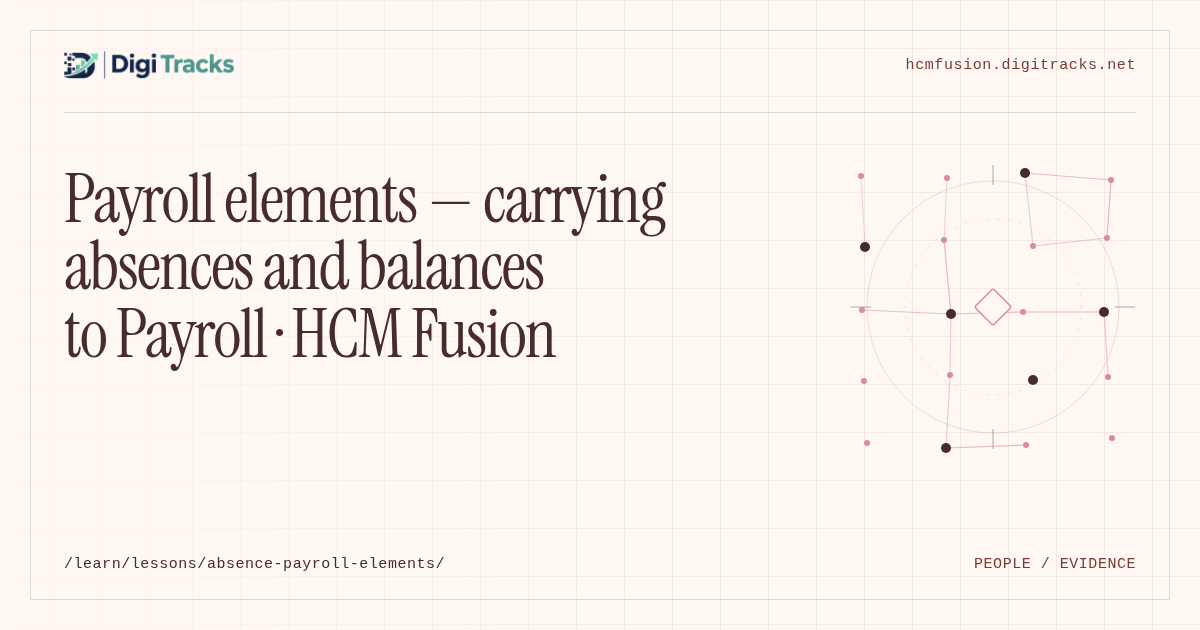 Digi Tracks
hcmfusion.digitracks.net
Payroll elements — carrying
absences and balances
to Payroll · HCM Fusion
/learn/lessons/absence-payroll-elements/
PEOPLE / EVIDENCE